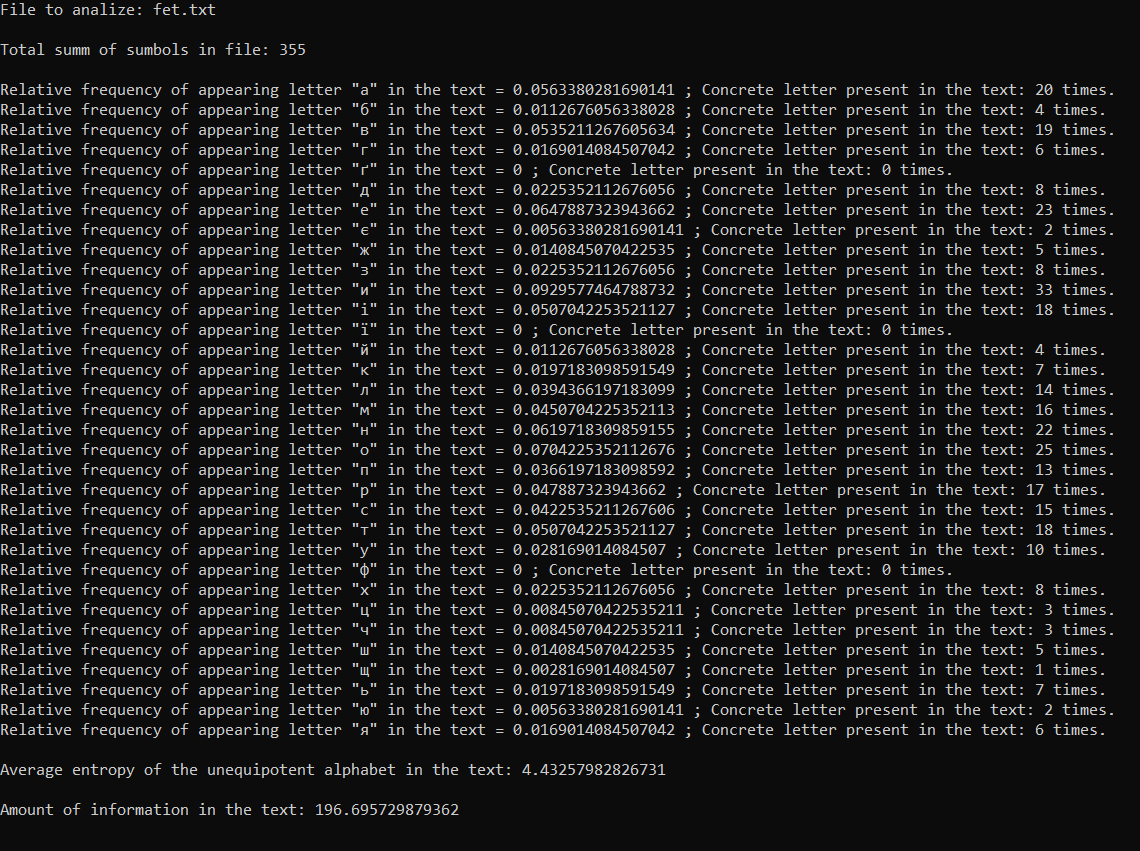 File to analize: fet.txt
Total summ of sumbols in file: 355
Relative frequency of appearing letter "а" in the text = 0.0563380281690141 ; Concrete letter present in the text: 20 times.
Relative frequency of appearing letter "б" in the text = 0.0112676056338028 ; Concrete letter present in the text: 4 times.
Relative frequency of appearing letter "в" in the text = 0.0535211267605634 ; Concrete letter present in the text: 19 times.
Relative frequency of appearing letter "г" in the text = 0.0169014084507042 ; Concrete letter present in the text: 6 times.
Relative frequency of appearing letter "г" in the text = 0 ; Concrete letter present in the text: 0 times.
Relative frequency of appearing letter "д" in the text = 0.0225352112676056 ; Concrete letter present in the text: 8 times.
Relative frequency of appearing letter "е" in the text = 0.0647887323943662 ; Concrete letter present in the text: 23 times.
Relative frequency of appearing letter "є" in the text = 0.00563380281690141 ; Concrete letter present in the text: 2 times.
Relative frequency of appearing letter "ж" in the text = 0.0140845070422535 ; Concrete letter present in the text: 5 times.
Relative frequency of appearing letter "з" in the text = 0.0225352112676056 ; Concrete letter present in the text: 8 times.
Relative frequency of appearing letter "и" in the text = 0.0929577464788732 ; Concrete letter present in the text: 33 times.
Relative frequency of appearing letter "і" in the text = 0.0507042253521127 ; Concrete letter present in the text: 18 times.
Relative frequency of appearing letter "ї" in the text = 0 ; Concrete letter present in the text: 0 times.
Relative frequency of appearing letter "й" in the text = 0.0112676056338028 ; Concrete letter present in the text: 4 times.
Relative frequency of appearing letter "к" in the text = 0.0197183098591549 ; Concrete letter present in the text: 7 times.
Relative frequency of appearing letter "л" in the text = 0.0394366197183099 ; Concrete letter present in the text: 14 times.
Relative frequency of appearing letter "м" in the text = 0.0450704225352113 ; Concrete letter present in the text: 16 times.
Relative frequency of appearing letter "н" in the text = 0.0619718309859155 ; Concrete letter present in the text: 22 times.
Relative frequency of appearing letter "о" in the text = 0.0704225352112676 ; Concrete letter present in the text: 25 times.
Relative frequency of appearing letter "п" in the text = 0.0366197183098592 ; Concrete letter present in the text: 13 times.
Relative frequency of appearing letter "р" in the text = 0.047887323943662 ; Concrete letter present in the text: 17 times.
Relative frequency of appearing letter "с" in the text = 0.0422535211267606 ; Concrete letter present in the text: 15 times.
Relative frequency of appearing letter "т" in the text = 0.0507042253521127 ; Concrete letter present in the text: 18 times.
Relative frequency of appearing letter "у" in the text = 0.028169014084507 ; Concrete letter present in the text: 10 times.
Relative frequency of appearing letter "ф" in the text = 0 ; Concrete letter present in the text: 0 times.
Relative frequency of appearing letter "х" in the text = 0.0225352112676056 ; Concrete letter present in the text: 8 times.
Relative frequency of appearing letter "ц" in the text = 0.00845070422535211 ; Concrete letter present in the text: 3 times.
Relative frequency of appearing letter "ч" in the text = 0.00845070422535211 ; Concrete letter present in the text: 3 times.
Relative frequency of appearing letter "ш" in the text = 0.0140845070422535 ; Concrete letter present in the text: 5 times.
Relative frequency of appearing letter "щ" in the text = 0.0028169014084507 ; Concrete letter present in the text: 1 times.
Relative frequency of appearing letter "ь" in the text = 0.0197183098591549 ; Concrete letter present in the text: 7 times.
Relative frequency of appearing letter "ю" in the text = 0.00563380281690141 ; Concrete letter present in the text: 2 times.
Relative frequency of appearing letter "я" in the text = 0.0169014084507042 ; Concrete letter present in the text: 6 times.
Average entropy of the unequipotent alphabet in the text: 4.43257982826731
Amount of information in the text: 196.695729879362